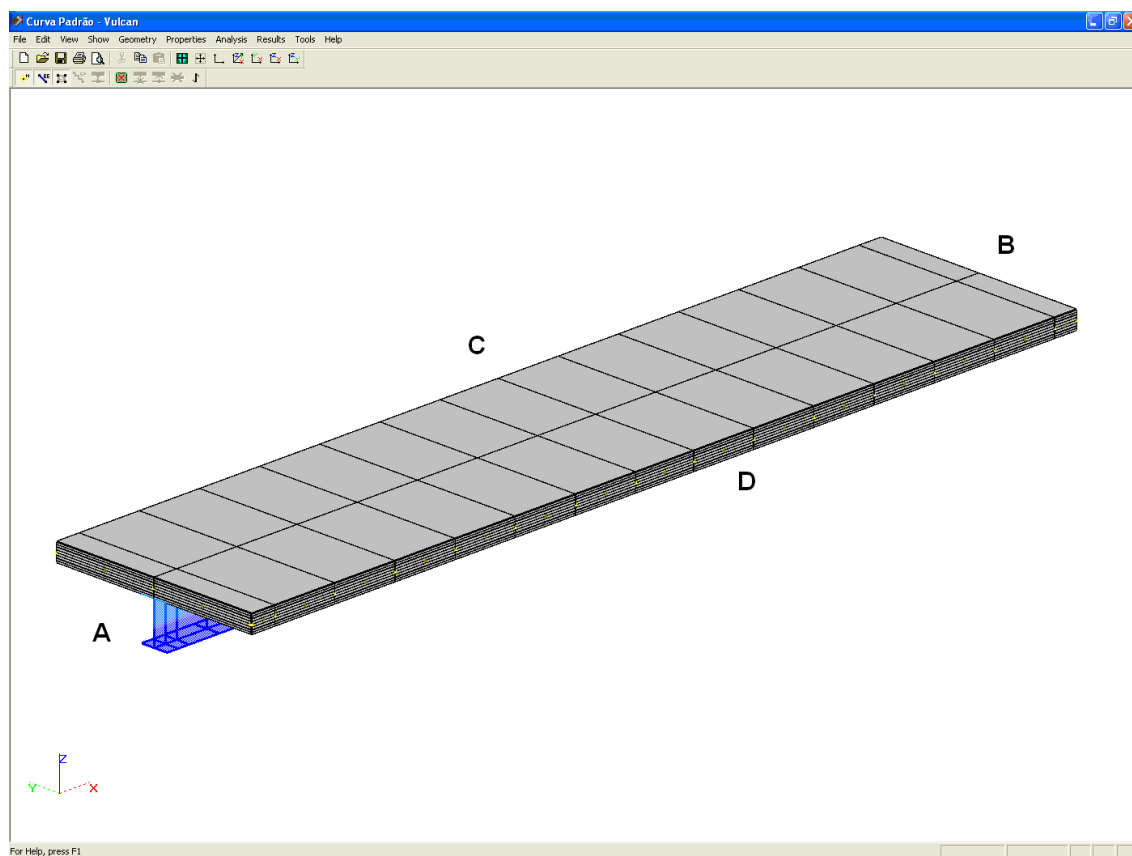 Curva Padrão - Vulcan
File Edit View Show Geometry Properties Analysis Results Tools Help
B
C
D
A
Z
Y X
For Help, press F1